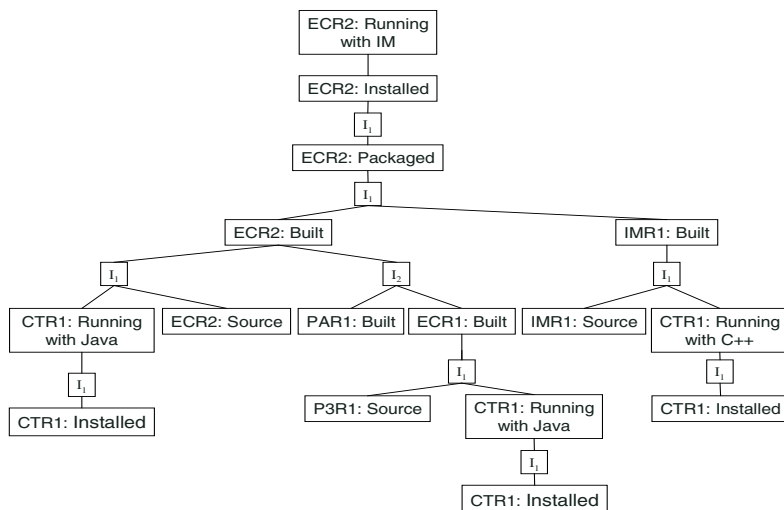 ECR2: Running
with IM
ECR2: Installed
I₁
ECR2: Packaged
I₁
ECR2: Built
IMR1: Built
I₁
I₂
I₁
CTR1: Running
with Java
ECR2: Source
PAR1: Built
ECR1: Built
IMR1: Source
CTR1: Running
with C++
I₁
I₁
I₁
CTR1: Installed
P3R1: Source
CTR1: Running
with Java
CTR1: Installed
I₁
CTR1: Installed